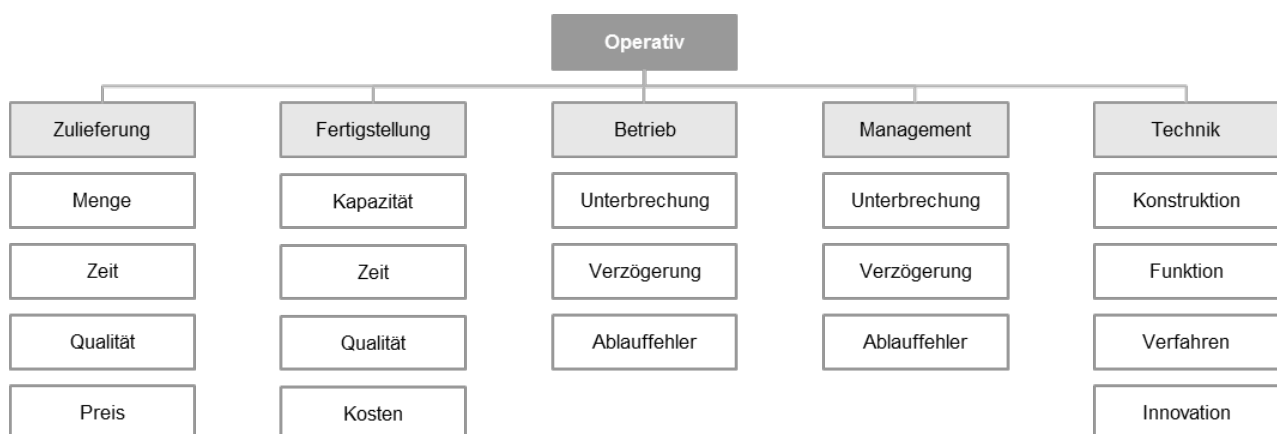 Operativ
Zulieferung
Fertigstellung
Betrieb
Management
Technik
Menge
Kapazität
Unterbrechung
Unterbrechung
Konstruktion
Zeit
Zeit
Verzögerung
Verzögerung
Funktion
Qualität
Qualität
Ablauffehler
Ablauffehler
Verfahren
Preis
Kosten
Innovation